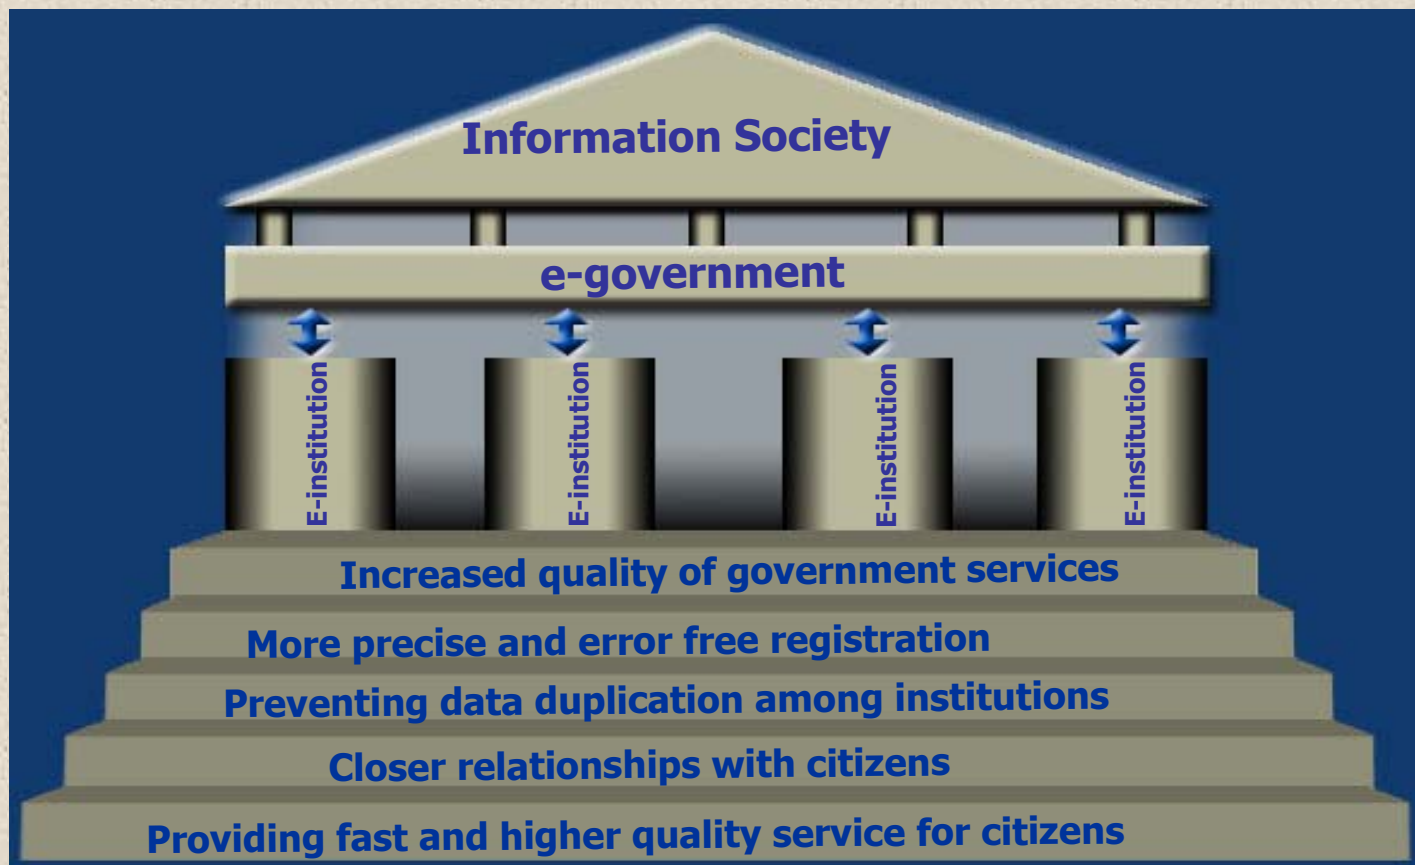 Information Society
e-government
E-institution
E-institution
E-institution
E-institution
Increased quality of government services
More precise and error free registration
Preventing data duplication among institutions
Closer relationships with citizens
Providing fast and higher quality service for citizens